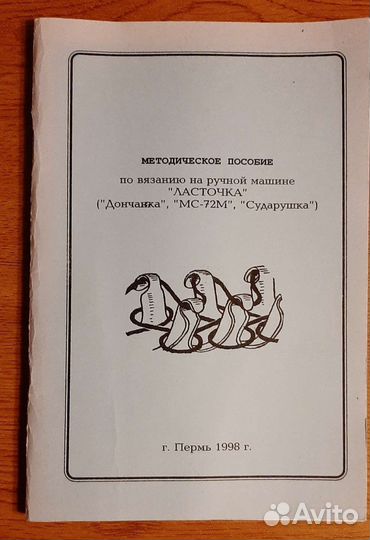 МЕТОДИЧЕСКОЕ ПОСОБИЕ
по вязанию на ручной машине
"ЛАСТОЧКА"
("Дончанка", "МС-72М", "Сударушка")
г. Пермь 1998 г.
Avito